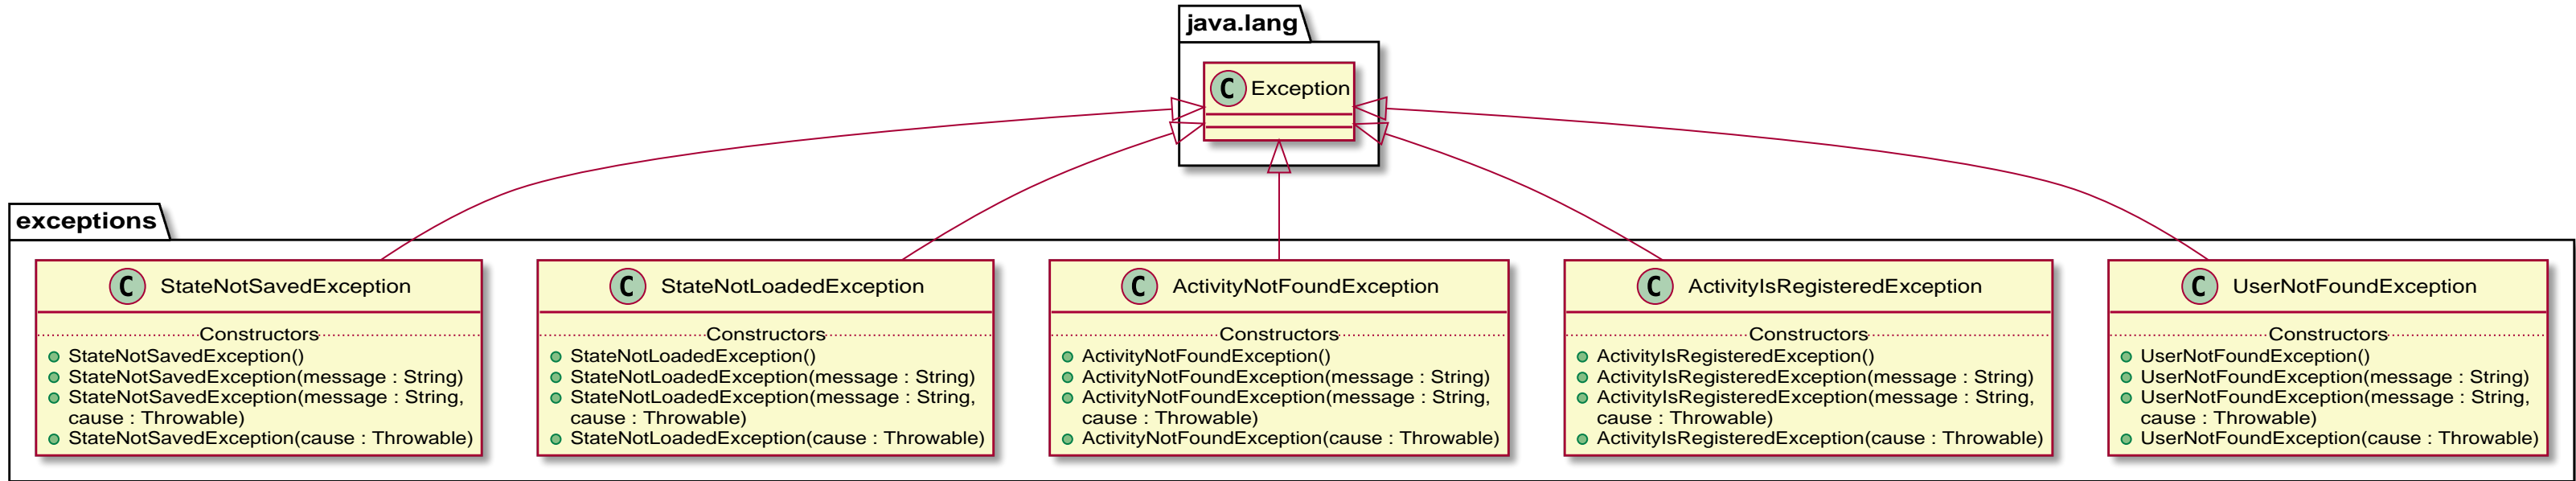 java.lang
C Exception
exceptions
C StateNotSavedException
Constructors
StateNotSavedException()
StateNotSavedException(message : String)
StateNotSavedException(message : String,
cause : Throwable)
StateNotSavedException(cause : Throwable)
C StateNotLoadedException
Constructors
StateNotLoadedException()
StateNotLoadedException(message : String)
StateNotLoadedException(message : String,
cause : Throwable)
StateNotLoadedException(cause : Throwable)
C ActivityNotFoundException
Constructors
ActivityNotFoundException()
ActivityNotFoundException(message : String)
ActivityNotFoundException(message : String,
cause : Throwable)
ActivityNotFoundException(cause : Throwable)
C ActivityIsRegisteredException
Constructors
ActivityIsRegisteredException()
ActivityIsRegisteredException(message : String)
ActivityIsRegisteredException(message : String,
cause : Throwable)
ActivityIsRegisteredException(cause : Throwable)
C UserNotFoundException
Constructors
UserNotFoundException()
UserNotFoundException(message : String)
UserNotFoundException(message : String,
cause : Throwable)
UserNotFoundException(cause : Throwable)